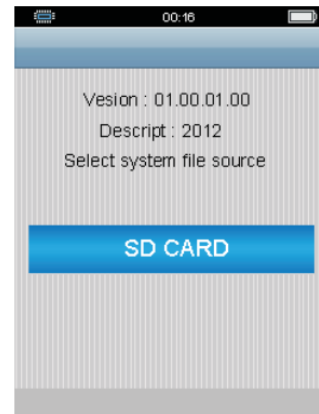 00:16
Vesion : 01.00.01.00
Descript : 2012
Select system file source
SD CARD